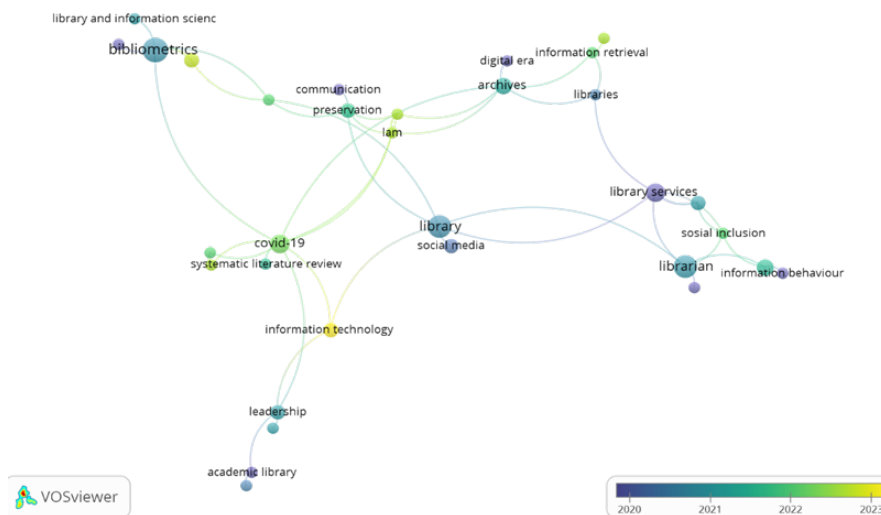 library and information scienc
bibliometrics
digital era
information retrieval
communication
archives
libraries
preservation
lam
library services
library
sosial inclusion
covid-19
social media
systematic literature review
librarian
information behaviour
information technology
leadership
academic library
VOSviewer
2020 2021 2022 2023